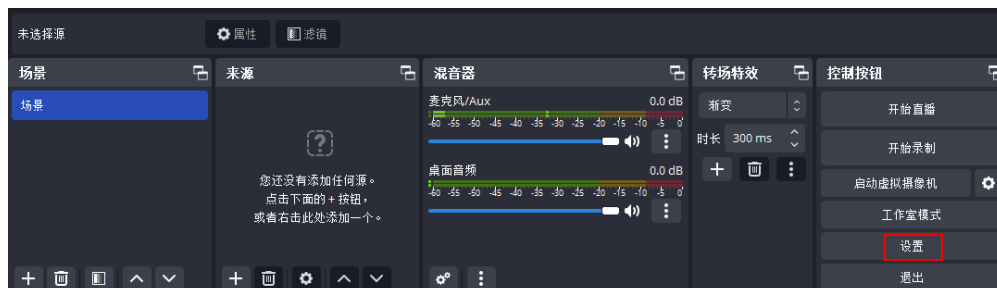 未选择源
属性
滤镜
场景
来源
混音器
转场特效
控制按钮
场景
您还没有添加任何源。
点击下面的 + 按钮，
或者右击此处添加一个。
麦克风/Aux
0.0 dB
-60 -55 -50 -45 -40 -35 -30 -25 -20 -15 -10 -5 0
桌面音频
0.0 dB
-60 -55 -50 -45 -40 -35 -30 -25 -20 -15 -10 -5 0
渐变
时长 300 ms
开始直播
开始录制
启动虚拟摄像机
工作室模式
设置
退出